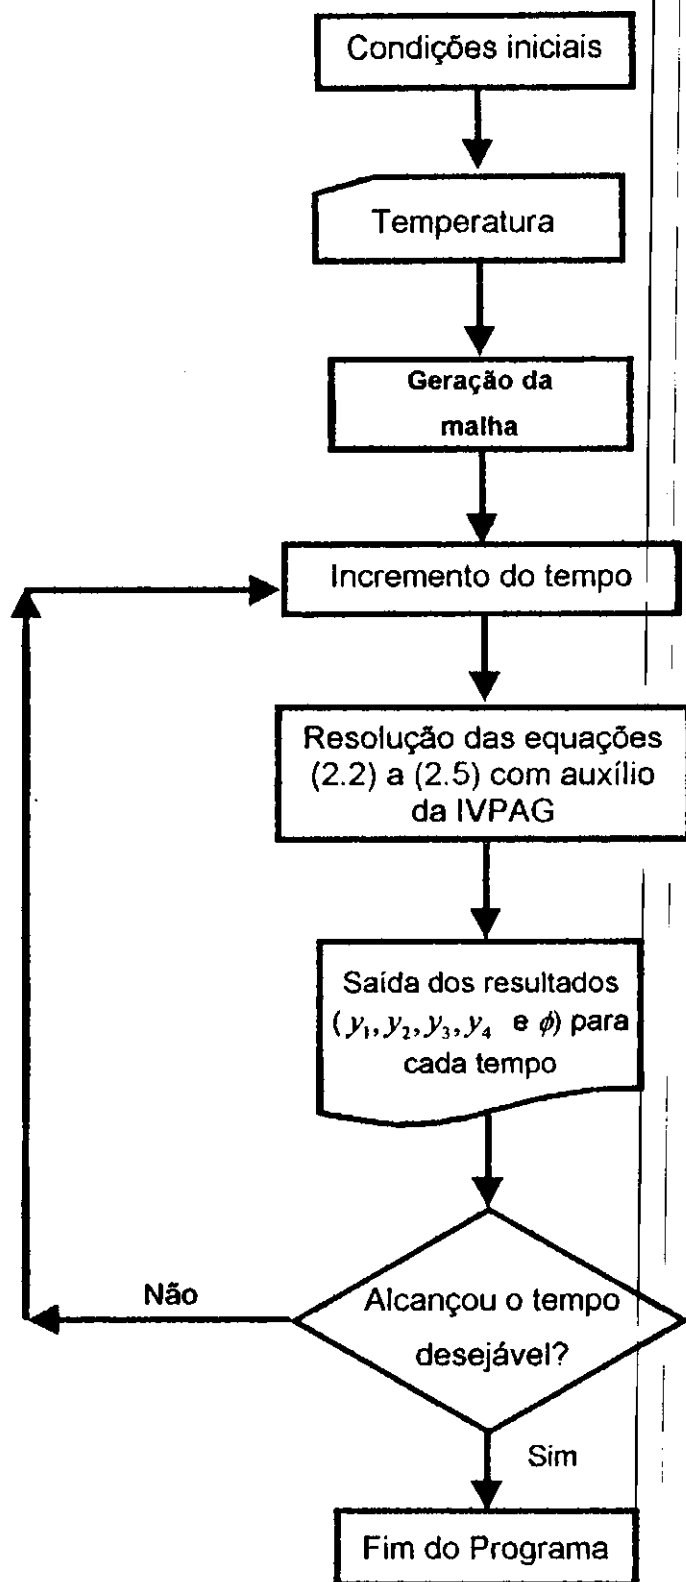 Condições iniciais
Temperatura
Geração da
malha
Incremento do tempo
Resolução das equações
(2.2) a (2.5) com auxílio
da IVPAG
Saída dos resultados
( y₁, y₂, y₃, y₄ e ϕ) para
cada tempo
Não
Alcançou o tempo
desejável?
Sim
Fim do Programa